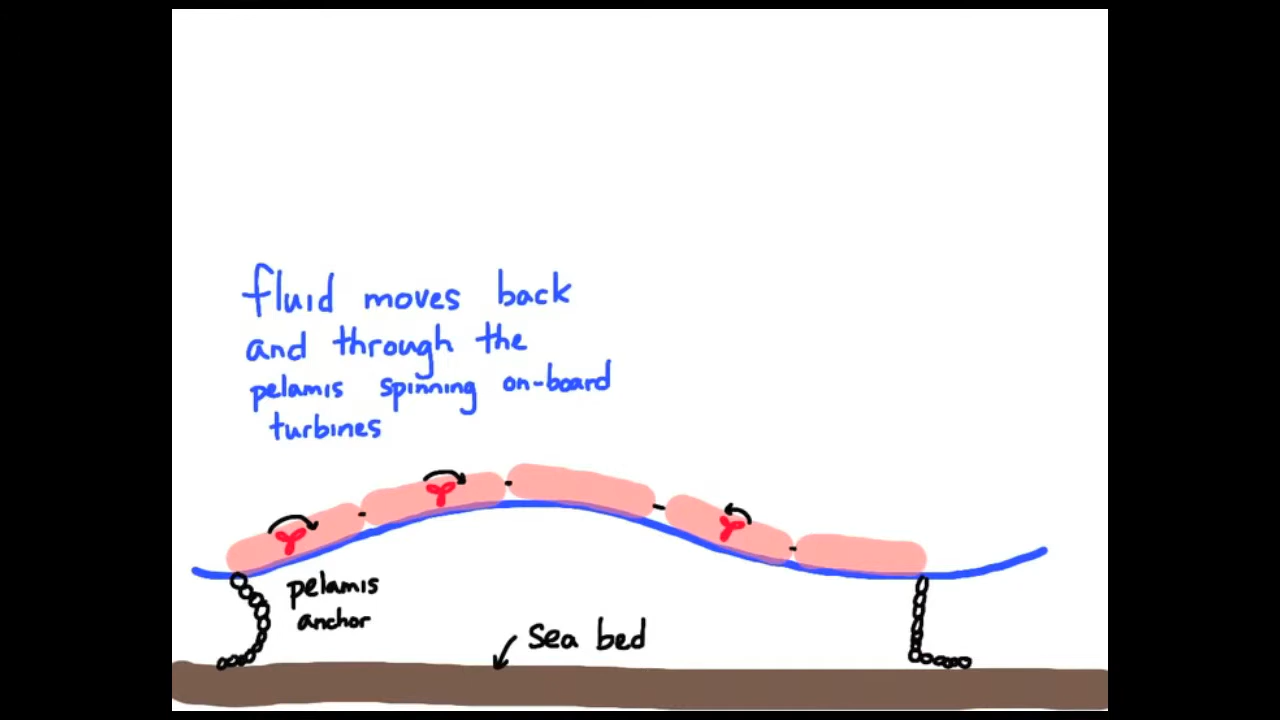 fluid moves back
and through the
pelamis spinning on-board
turbines
pelamis
anchor
sea bed